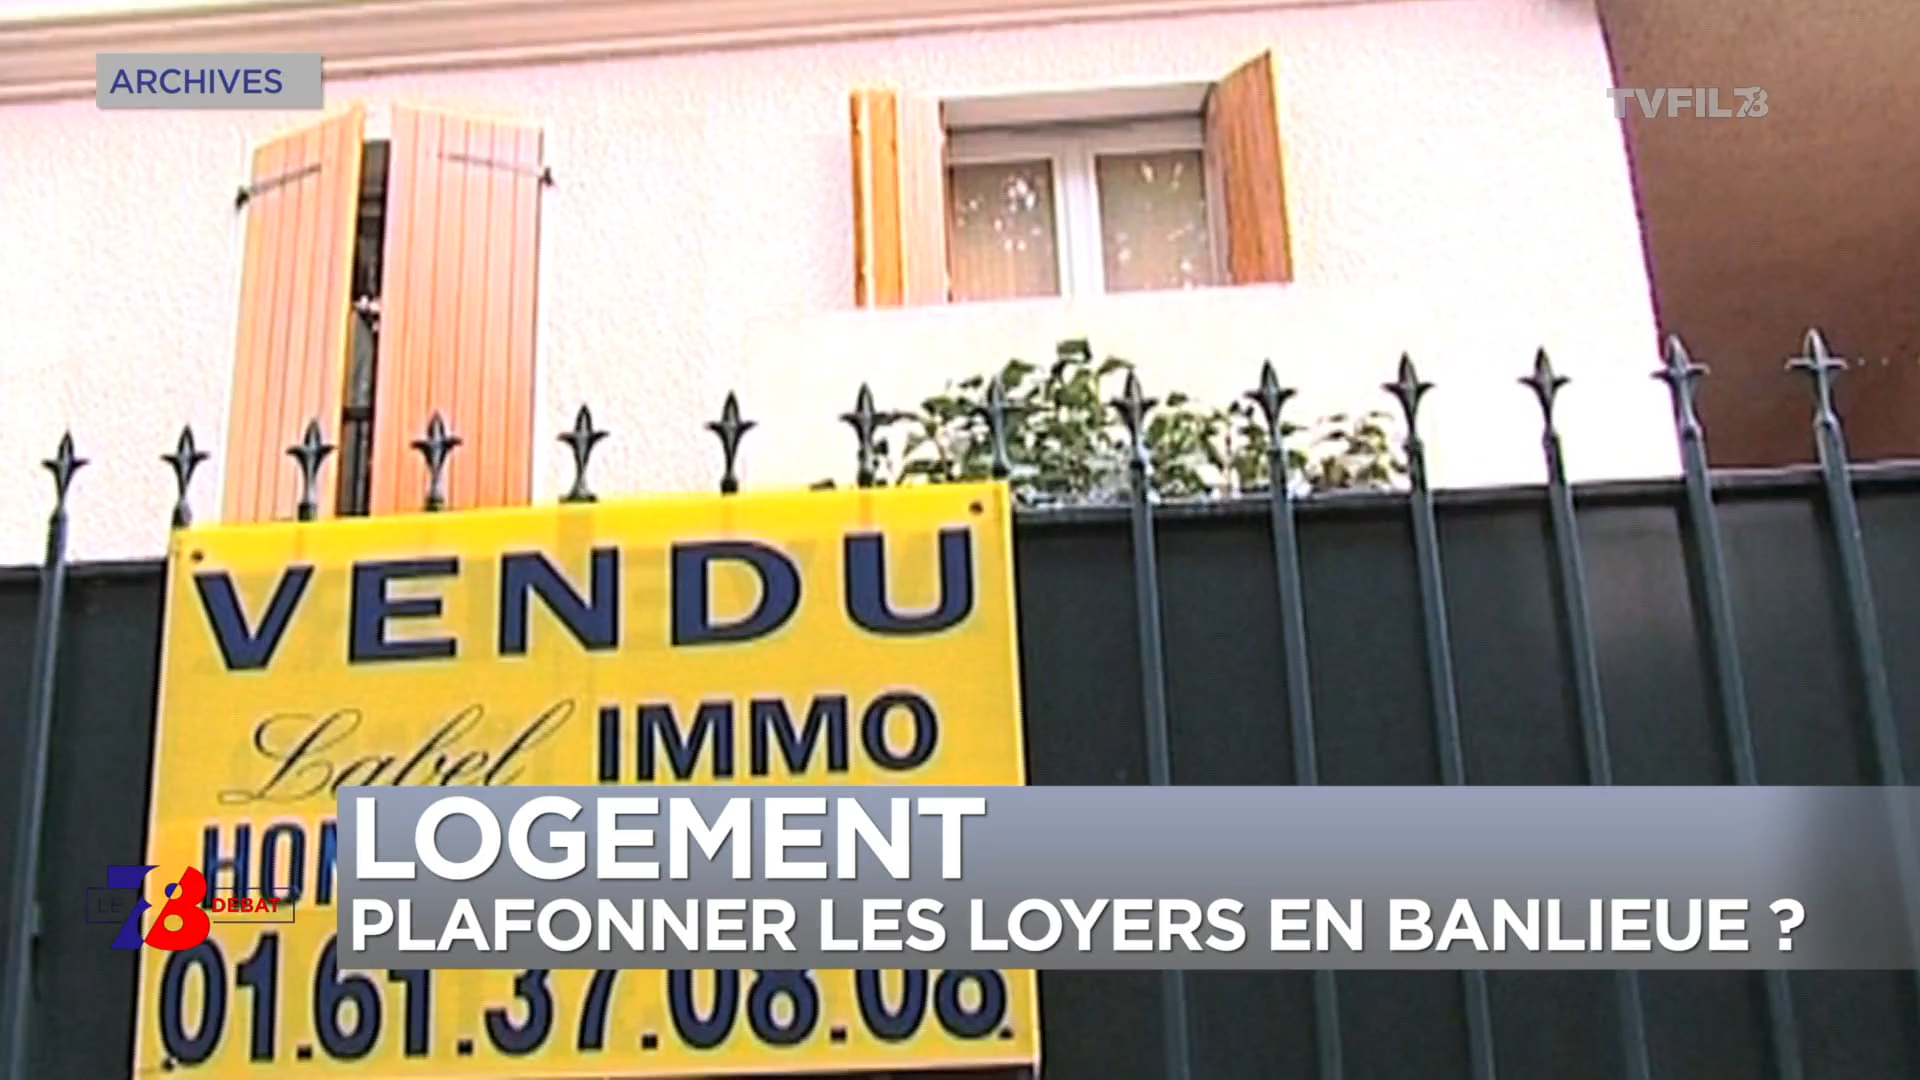 ARCHIVES
TVFIL78
VENDU
Label IMMO
LOGEMENT
PLAFONNER LES LOYERS EN BANLIEUE ?
LE 78 DEBAT
01.61.37.08.08